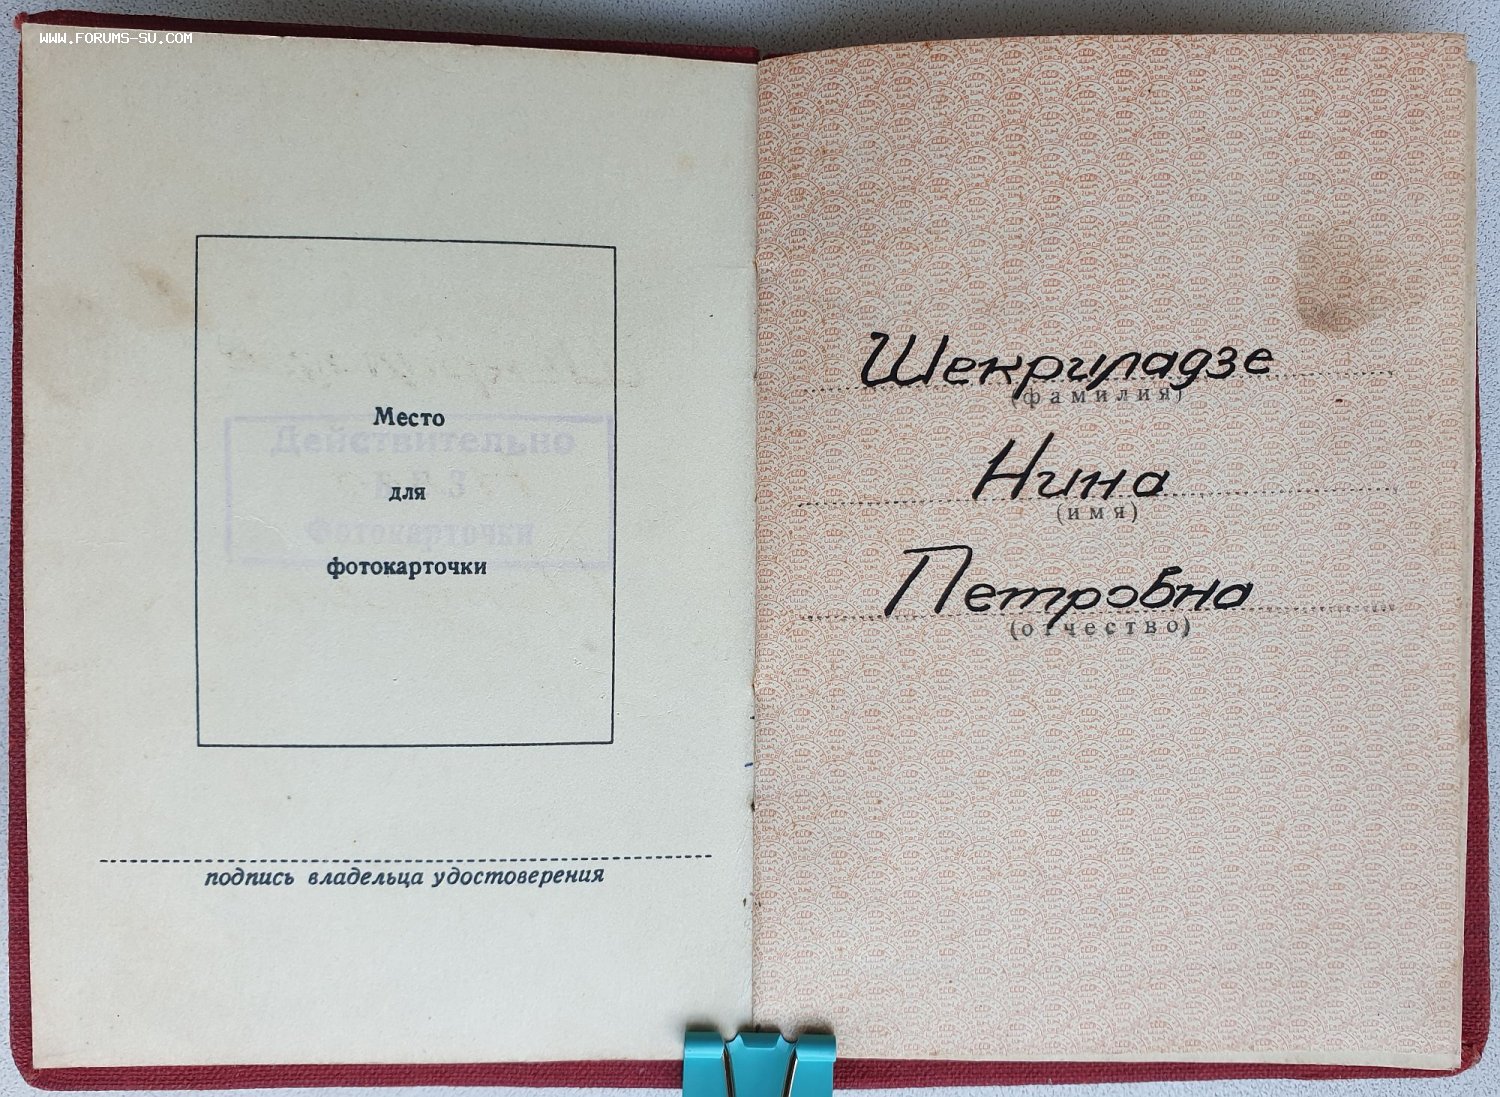 WWW.FORUMS-SU.COM
Место
для
фотокарточки
Действительно
БЕЗ
Фотокарточки
подпись владельца удостоверения
Шекриладзе
(фамилия)
Нина
(имя)
Петровна
(отчество)